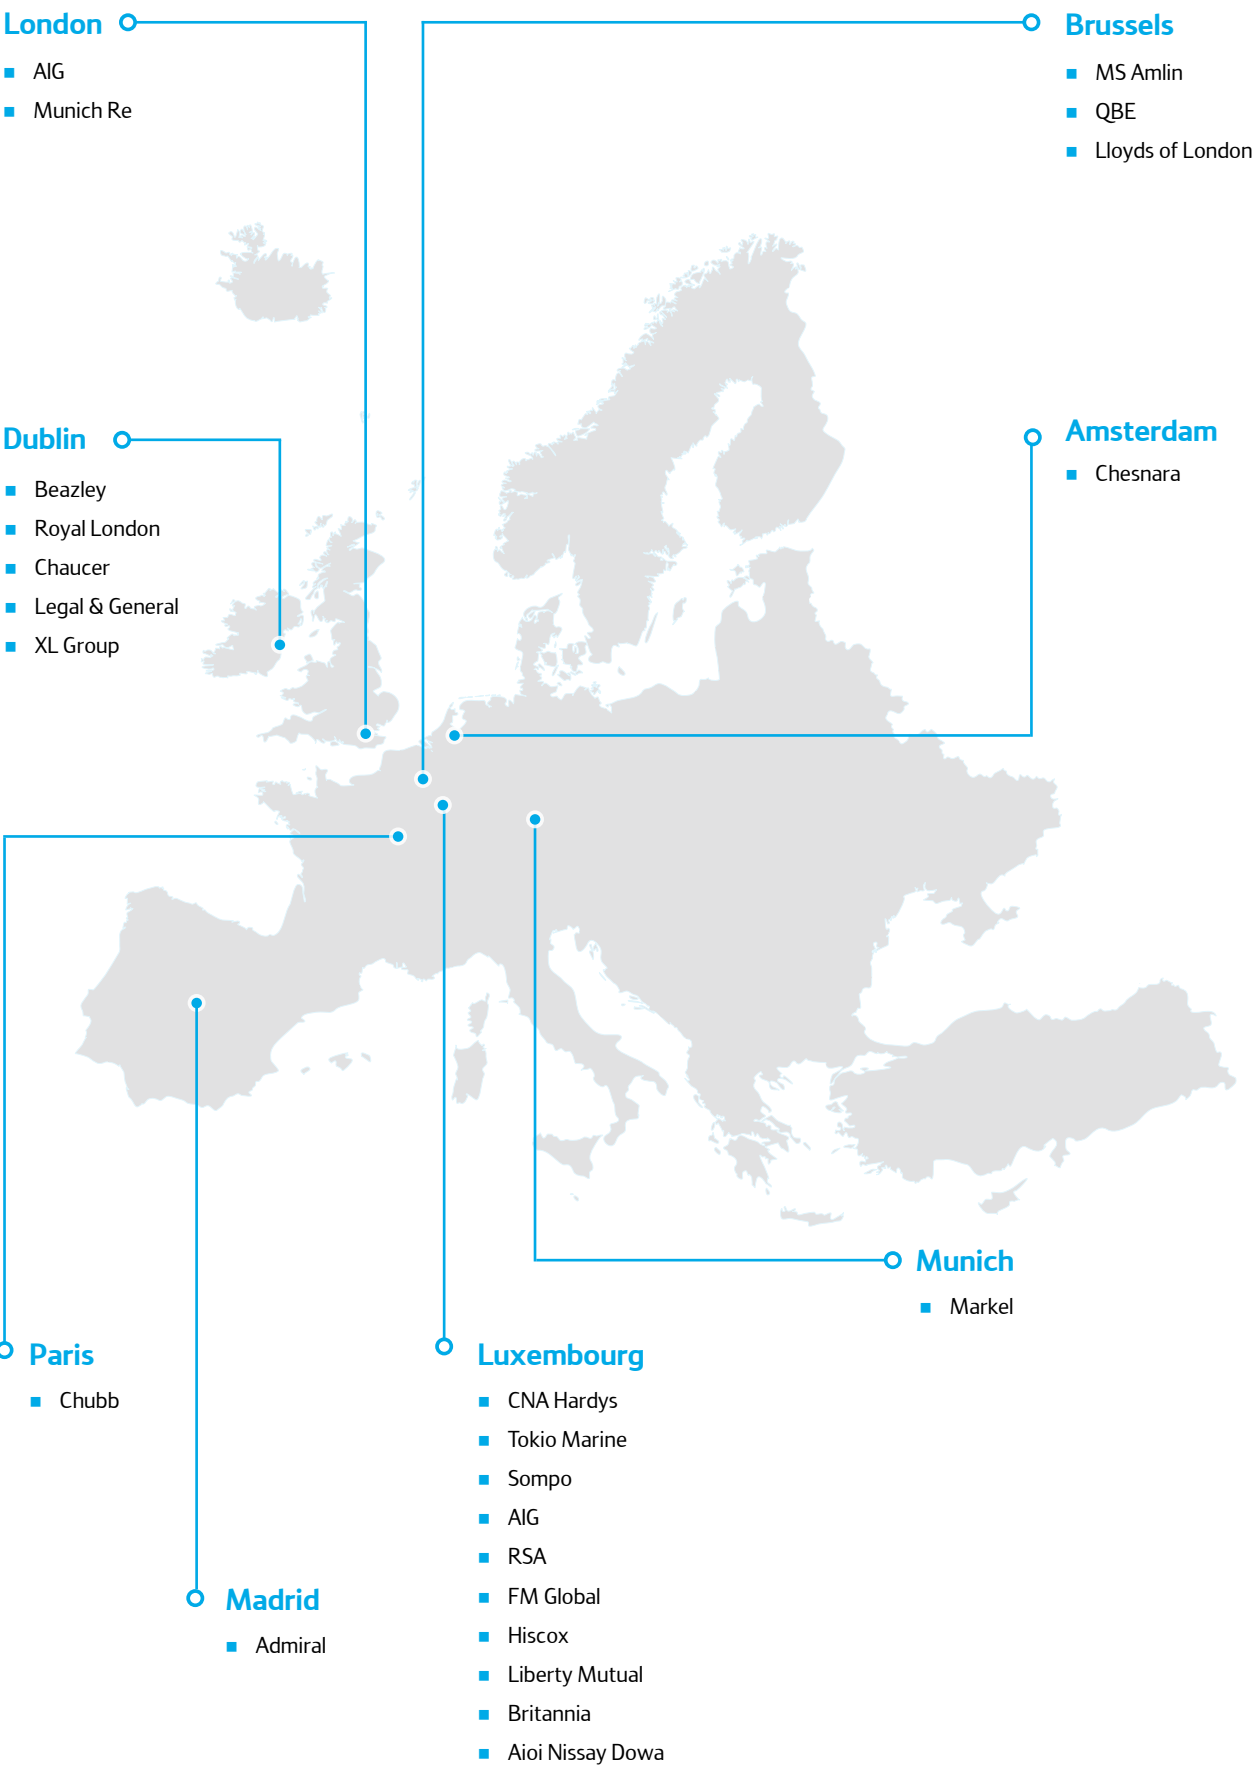 London
AIG
Munich Re
Brussels
MS Amlin
QBE
Lloyds of London
Dublin
Beazley
Royal London
Chaucer
Legal & General
XL Group
Amsterdam
Chesnara
Munich
Markel
Paris
Chubb
Luxembourg
CNA Hardys
Tokio Marine
Sompo
AIG
RSA
FM Global
Hiscox
Liberty Mutual
Britannia
Aioi Nissay Dowa
Madrid
Admiral